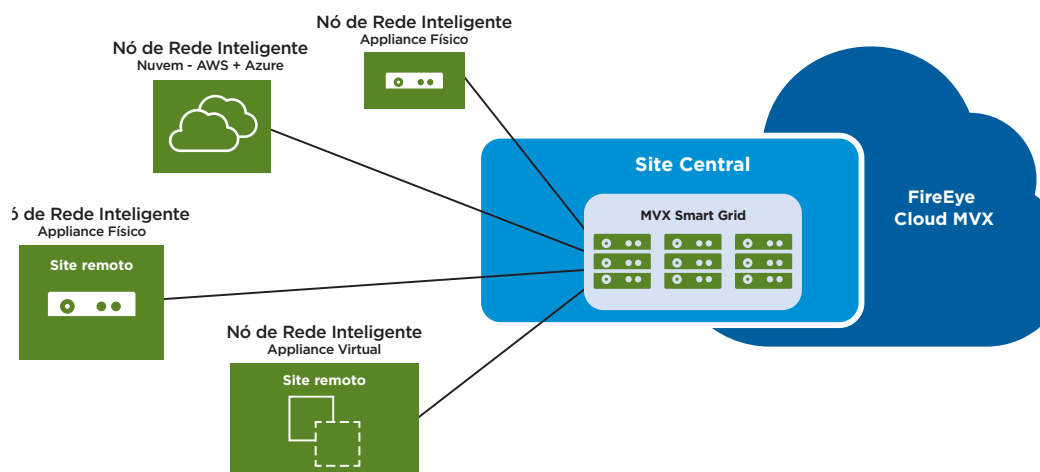 Nó de Rede Inteligente
Appliance Físico
Nó de Rede Inteligente
Nuvem - AWS + Azure
Site Central
MVX Smart Grid
FireEye
Cloud MVX
ó de Rede Inteligente
Appliance Físico
Site remoto
Nó de Rede Inteligente
Appliance Virtual
Site remoto